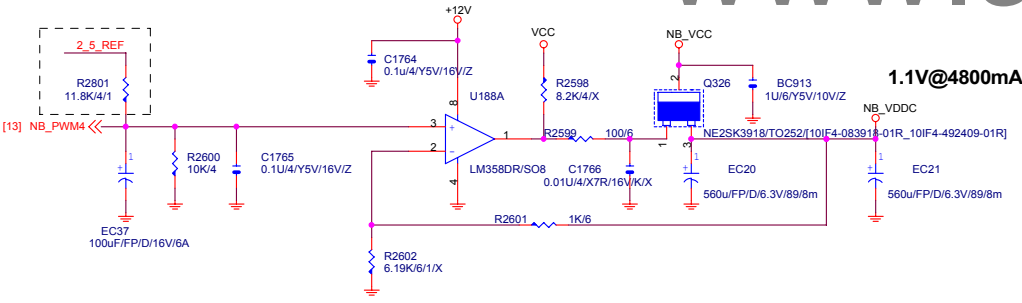 +12V
2_5_REF
VCC
NB_VCC
R2801
11.8K/4/1
C1764
0.1u/4/Y5V/16V/Z
R2598
8.2K/4/X
2
Q326
BC913
1U/6/Y5V/10V/Z
1.1V@4800mA
U188A
8
NB_VDDC
[13] NB_PWM4
3
+
1
R2599
100/6
NE2SK3918/TO252/[10IF4-083918-01R_10IF4-492409-01R]
2
-
1
3
1
+
R2600
10K/4
C1765
0.1U/4/Y5V/16V/Z
4
LM358DR/SO8
C1766
0.01U/4/X7R/16V/K/X
1
+
EC20
560u/FP/D/6.3V/89/8m
1
+
EC21
560u/FP/D/6.3V/89/8m
EC37
100uF/FP/D/16V/6A
R2601
1K/6
R2602
6.19K/6/1/X